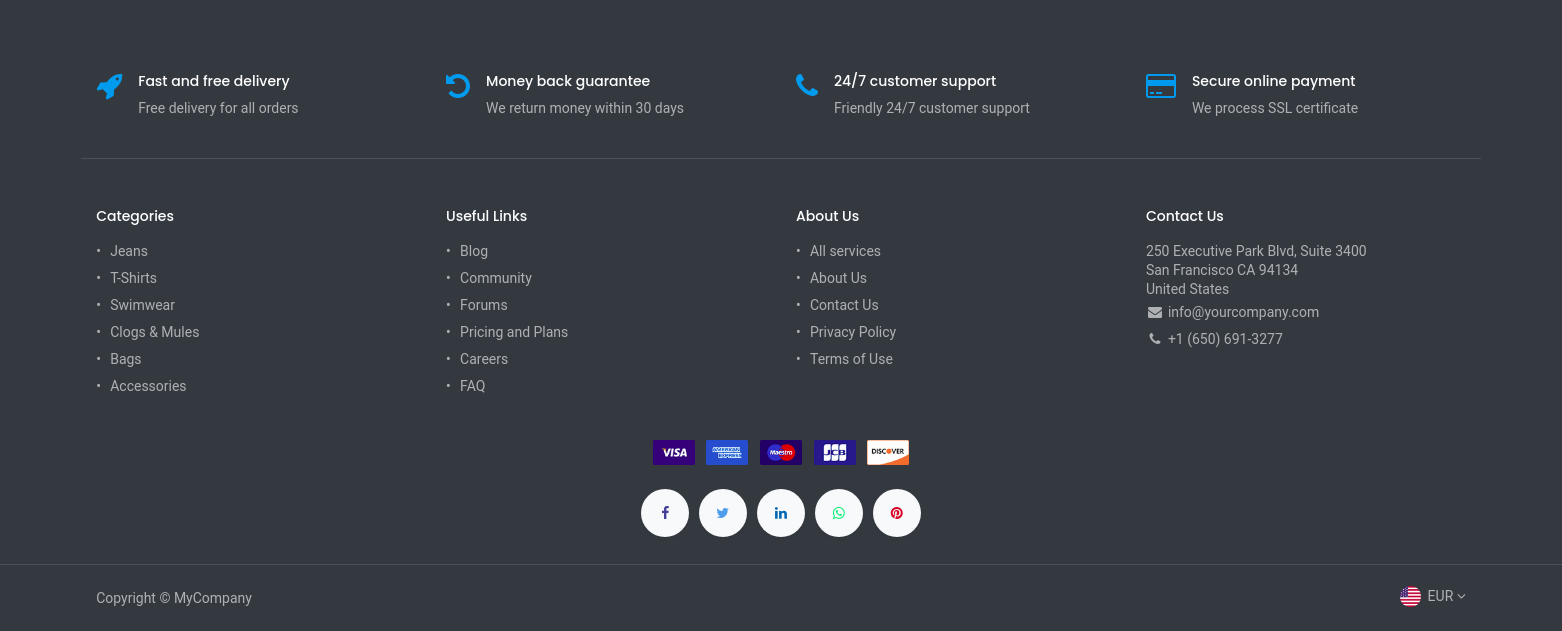 Fast and free delivery
Free delivery for all orders
Money back guarantee
We return money within 30 days
24/7 customer support
Friendly 24/7 customer support
Secure online payment
We process SSL certificate
Categories
• Jeans
• T-Shirts
• Swimwear
• Clogs & Mules
• Bags
• Accessories
Useful Links
• Blog
• Community
• Forums
• Pricing and Plans
• Careers
• FAQ
About Us
• All services
• About Us
• Contact Us
• Privacy Policy
• Terms of Use
Contact Us
250 Executive Park Blvd, Suite 3400
San Francisco CA 94134
United States
info@yourcompany.com
+1 (650) 691-3277
VISA
AMERICAN
EXPRESS
Maestro
JCB
DISCOVER
Copyright © MyCompany
EUR